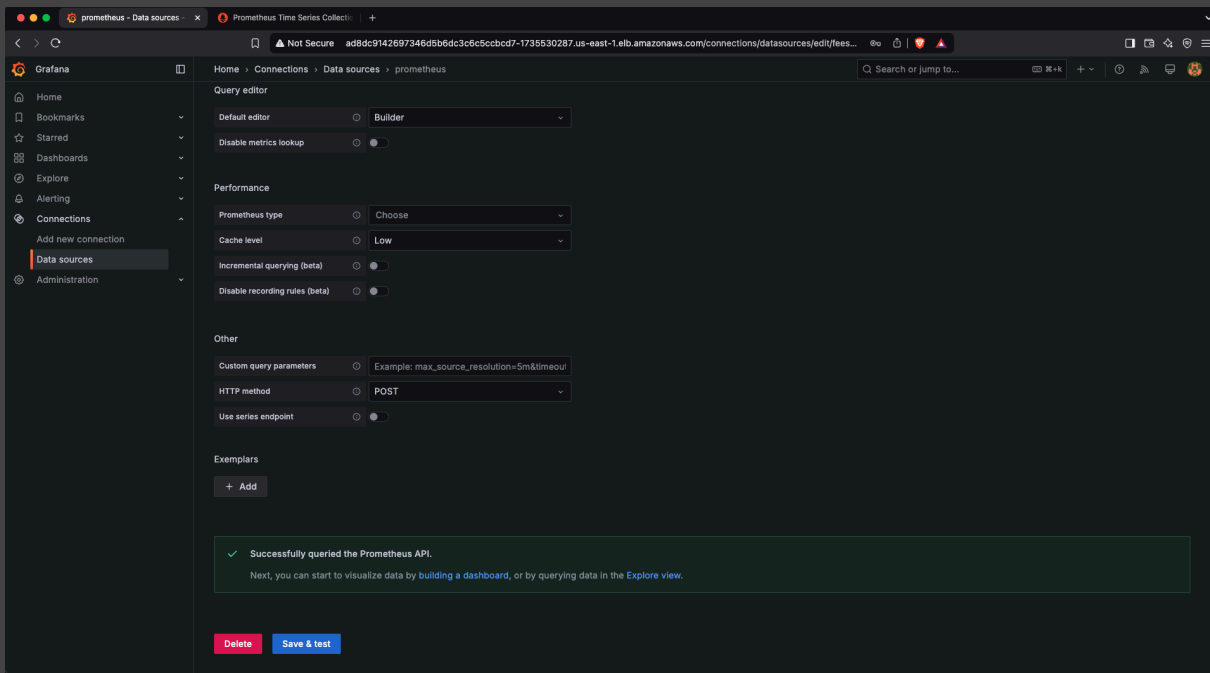 prometheus - Data sources -
Prometheus Time Series Collecti
Not Secure ad8dc9142697346d5b6dc3c6c5ccbcd7-1735530287.us-east-1.elb.amazonaws.com/connections/datasources/edit/fees...
Grafana
Home › Connections › Data sources › prometheus
Search or jump to...
⌘+k
Home
Bookmarks
Starred
Dashboards
Explore
Alerting
Connections
Add new connection
Data sources
Administration
Query editor
Default editor Builder
Disable metrics lookup
Performance
Prometheus type Choose
Cache level Low
Incremental querying (beta)
Disable recording rules (beta)
Other
Custom query parameters Example: max_source_resolution=5m&timeout
HTTP method POST
Use series endpoint
Exemplars
+ Add
Successfully queried the Prometheus API.
Next, you can start to visualize data by building a dashboard, or by querying data in the Explore view.
Delete Save & test